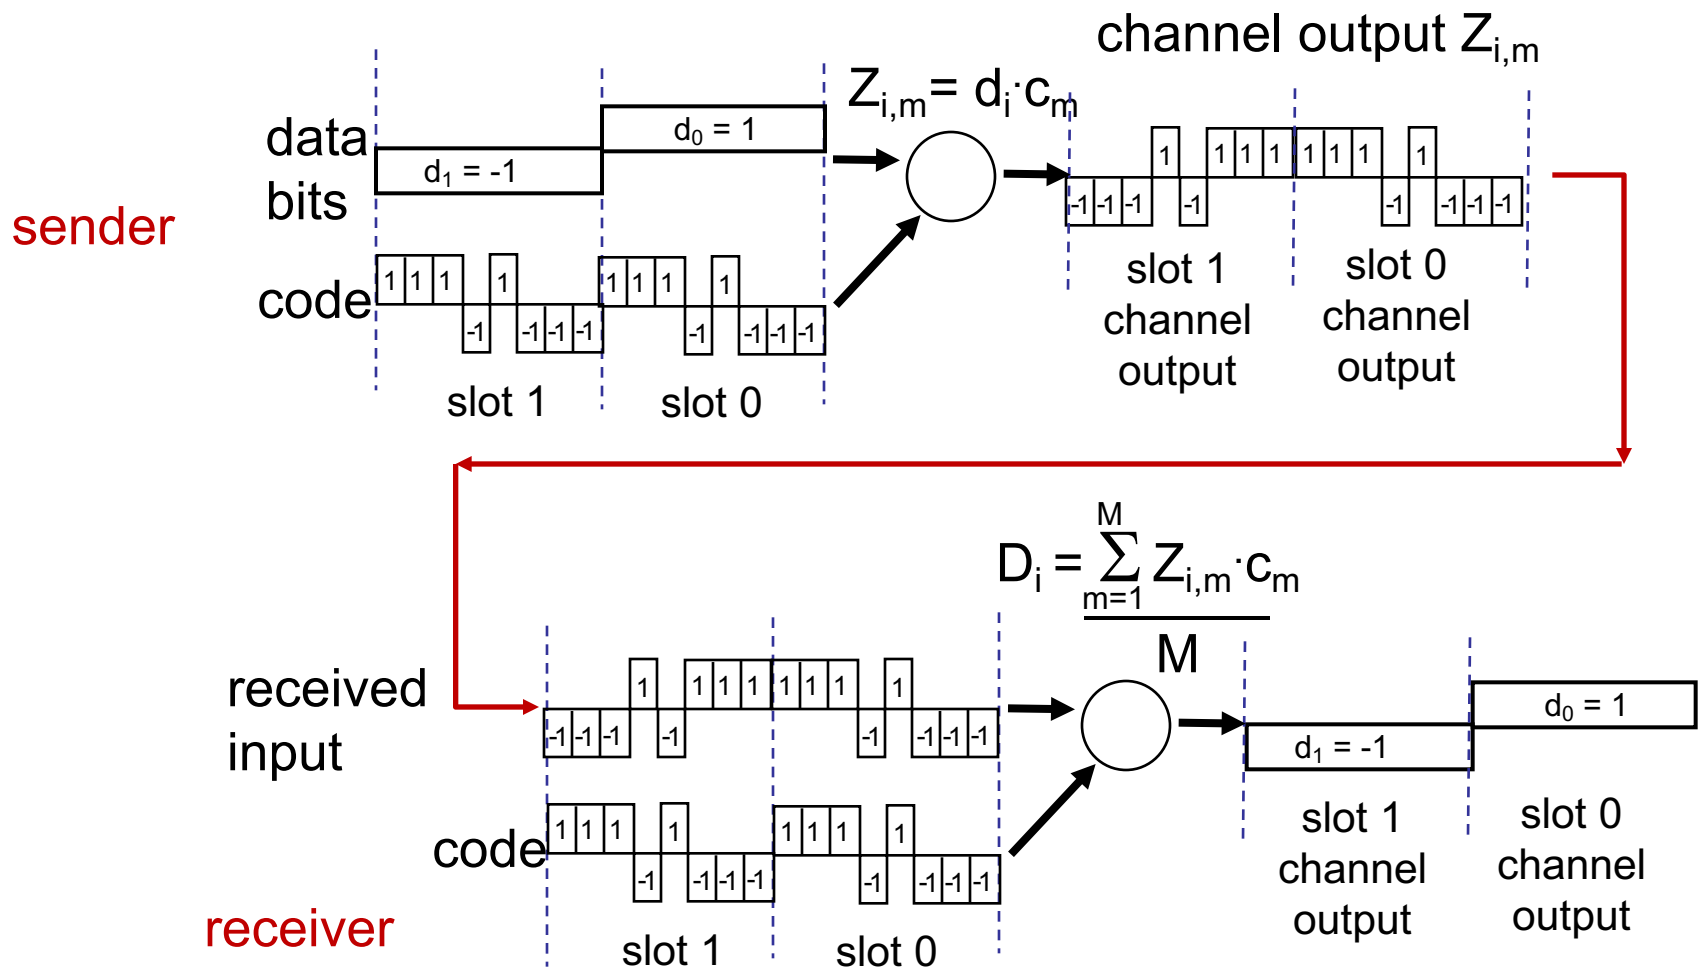 channel output Z_{i,m}
Z_{i,m} = d_i·c_m
data bits
d_0 = 1
d_1 = -1
sender
code
1 1 1 -1 1 -1 -1 -1
1 1 1 -1 1 -1 -1 -1
slot 1
slot 0
-1 -1 -1 1 -1 1 1 1
1 1 1 -1 1 -1 -1 -1
slot 1
channel
output
slot 0
channel
output
D_i = Σ_{m=1}^{M} Z_{i,m}·c_m
M
received
input
-1 -1 -1 1 -1 1 1 1
1 1 1 -1 1 -1 -1 -1
code
1 1 1 -1 1 -1 -1 -1
1 1 1 -1 1 -1 -1 -1
receiver
slot 1
slot 0
d_0 = 1
d_1 = -1
slot 1
channel
output
slot 0
channel
output